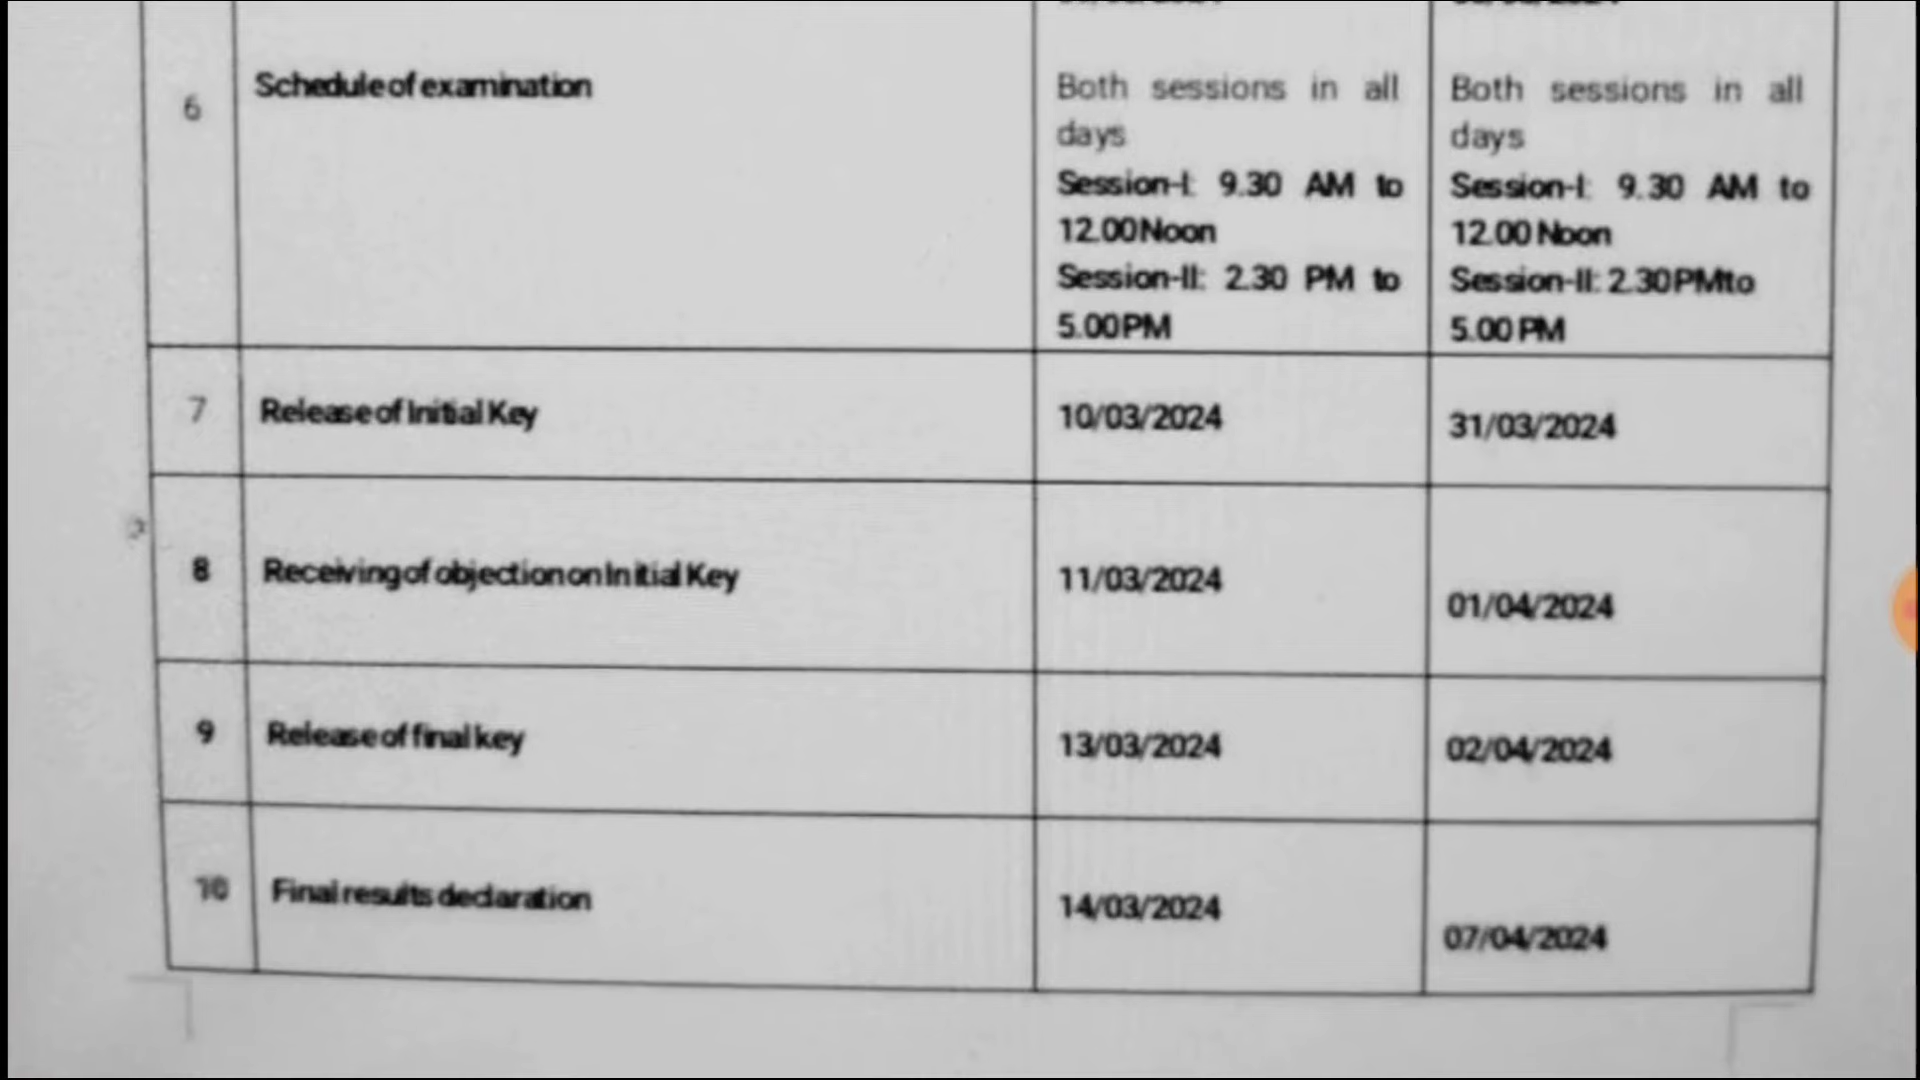 6
Schedule of examination
Both sessions in all
days
Session-I: 9.30 AM to
12.00 Noon
Session-II: 2.30 PM to
5.00 PM
Both sessions in all
days
Session-I: 9.30 AM to
12.00 Noon
Session-II: 2.30 PM to
5.00 PM
7
Release of Initial Key
10/03/2024
31/03/2024
8
Receiving of objection on Initial Key
11/03/2024
01/04/2024
9
Release of final key
13/03/2024
02/04/2024
10
Final results declaration
14/03/2024
07/04/2024